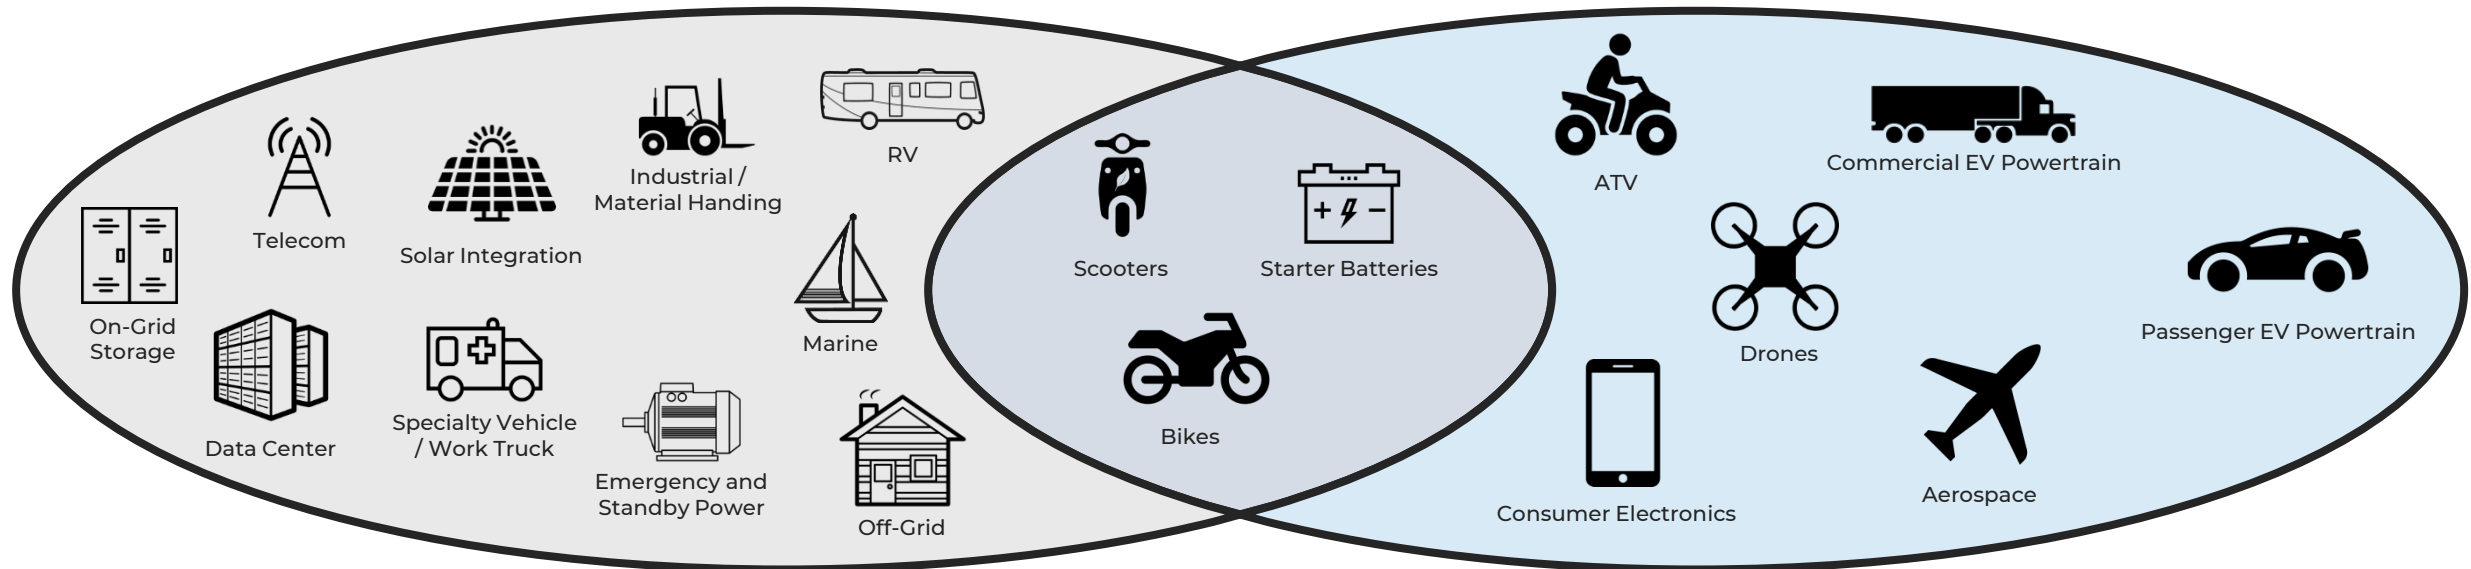 On-Grid
Storage
Telecom
Data Center
Solar Integration
Specialty Vehicle
/ Work Truck
Industrial /
Material Handing
Emergency and
Standby Power
RV
Marine
Off-Grid
Scooters
Starter Batteries
Bikes
ATV
Commercial EV Powertrain
Drones
Passenger EV Powertrain
Consumer Electronics
Aerospace